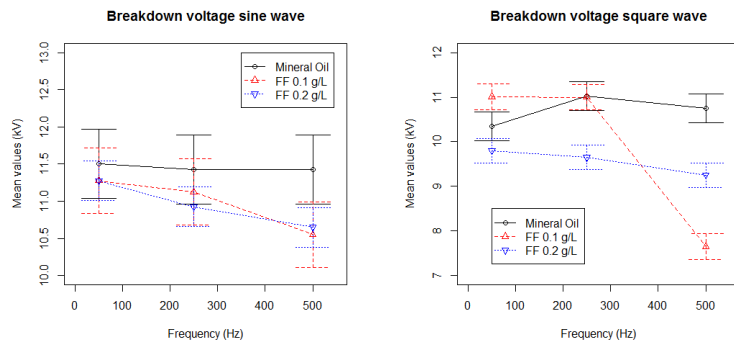 Breakdown voltage sine wave
Mean values (kV)
13.0
12.5
12.0
11.5
11.0
10.5
10.0
Mineral Oil
FF 0.1 g/L
FF 0.2 g/L
0 100 200 300 400 500
Frequency (Hz)
Breakdown voltage square wave
Mean values (kV)
12
11
10
9
8
7
Mineral Oil
FF 0.1 g/L
FF 0.2 g/L
0 100 200 300 400 500
Frequency (Hz)